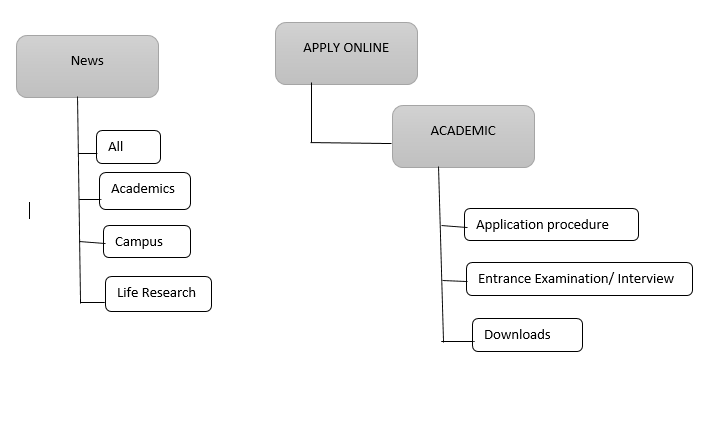 News
All
Academics
Campus
Life Research
APPLY ONLINE
ACADEMIC
Application procedure
Entrance Examination/ Interview
Downloads